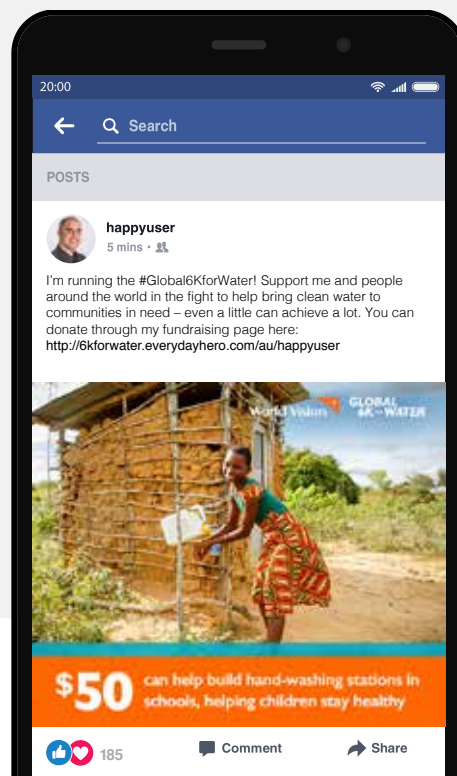 20:00
Search
POSTS
happyuser
5 mins •
I'm running the #Global6KforWater! Support me and people
around the world in the fight to help bring clean water to
communities in need – even a little can achieve a lot. You can
donate through my fundraising page here:
http://6kforwater.everydayhero.com/au/happyuser
World Vision
GLOBAL
6K FOR WATER
$50 can help build hand-washing stations in
schools, helping children stay healthy
185
Comment
Share